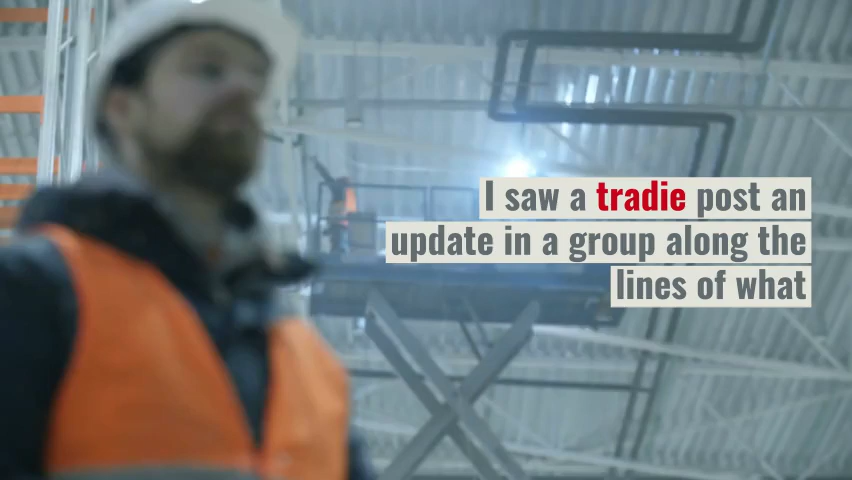 I saw a tradie post an
update in a group along the
lines of what